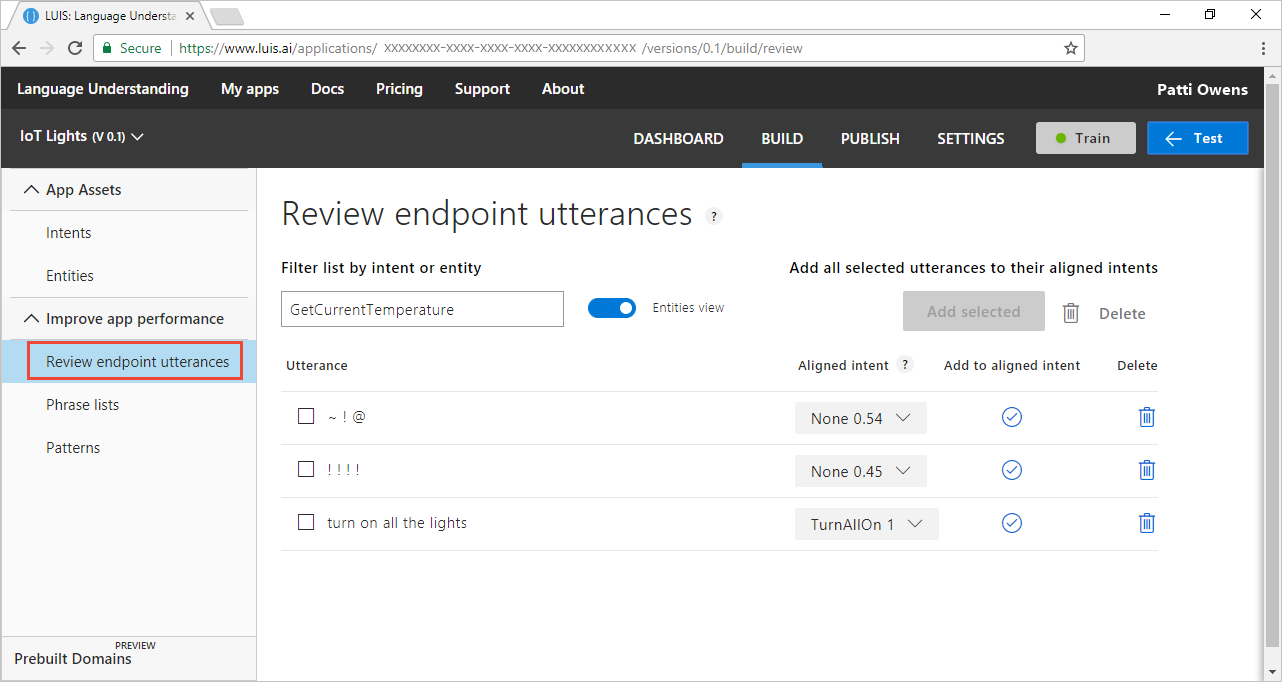 LUIS: Language Understa
Secure https://www.luis.ai/applications/ xxxxxxxx-xxxx-xxxx-xxxx-xxxxxxxxxxxx /versions/0.1/build/review
Language Understanding My apps Docs Pricing Support About Patti Owens
IoT Lights (V 0.1) DASHBOARD BUILD PUBLISH SETTINGS Train Test
App Assets
Intents
Entities
Improve app performance
Review endpoint utterances
Phrase lists
Patterns
PREVIEW
Prebuilt Domains
Review endpoint utterances ?
Filter list by intent or entity Add all selected utterances to their aligned intents
GetCurrentTemperature Entities view Add selected Delete
Utterance Aligned intent ? Add to aligned intent Delete
~ ! @ None 0.54
! ! ! ! None 0.45
turn on all the lights TurnAllOn 1